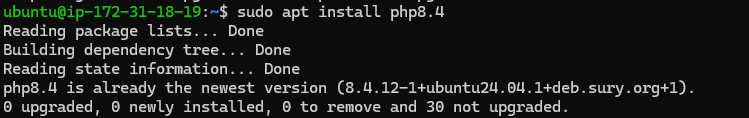 ubuntu@ip-172-31-18-19:~$ sudo apt install php8.4
Reading package lists... Done
Building dependency tree... Done
Reading state information... Done
php8.4 is already the newest version (8.4.12-1+ubuntu24.04.1+deb.sury.org+1).
0 upgraded, 0 newly installed, 0 to remove and 30 not upgraded.